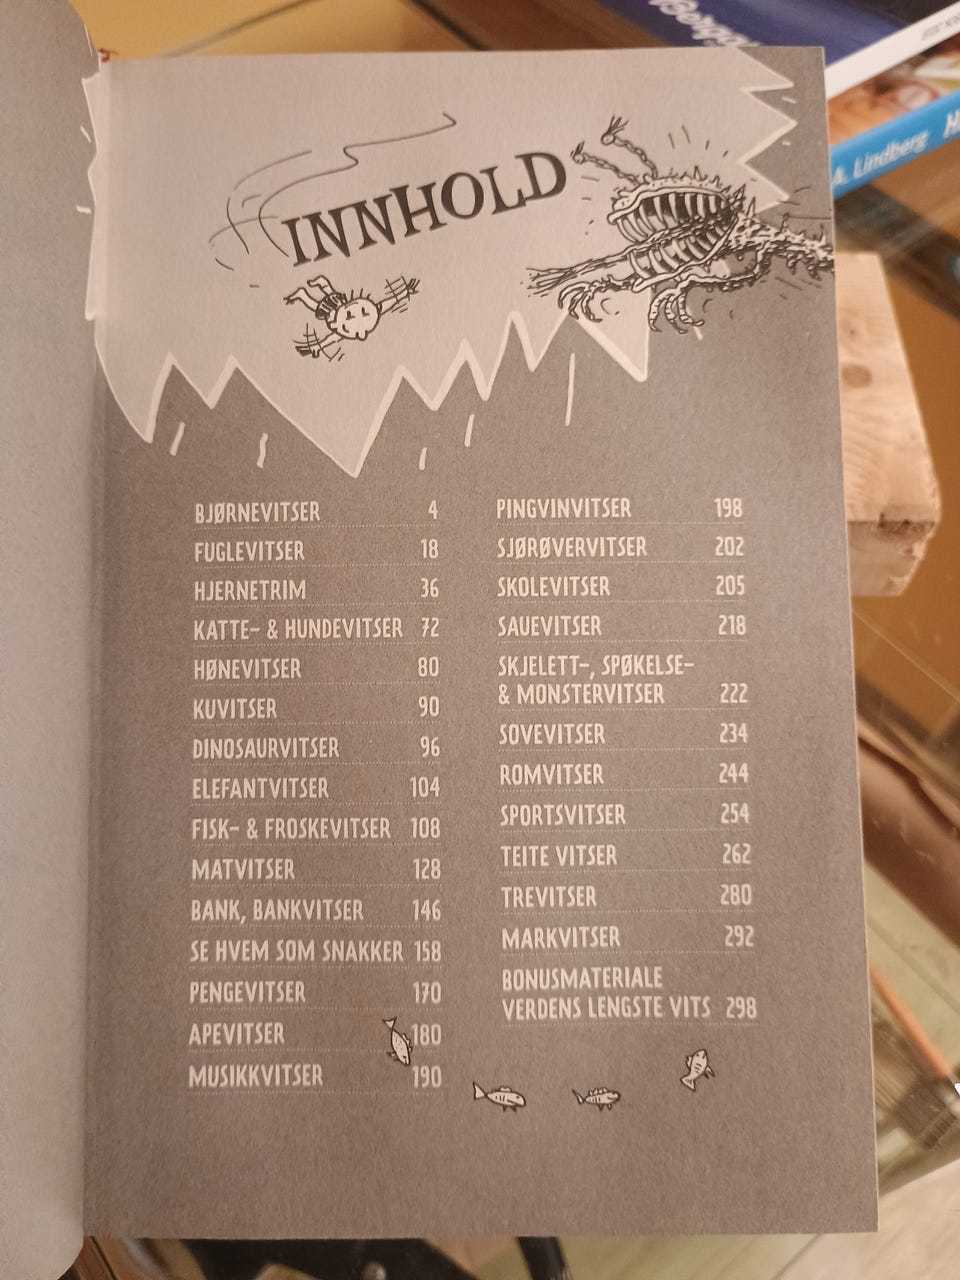 INNHOLD
BJØRNEVITSER 4
FUGLEVITSER 18
HJERNETRIM 36
KATTE- & HUNDEVITSER 72
HØNEVITSER 80
KUVITSER 90
DINOSAURVITSER 96
ELEFANTVITSER 104
FISK- & FROSKEVITSER 108
MATVITSER 128
BANK, BANKVITSER 146
SE HVEM SOM SNAKKER 158
PENGEVITSER 170
APEVITSER 180
MUSIKKVITSER 190
PINGVINVITSER 198
SJØRØVERVITSER 202
SKOLEVITSER 205
SAUEVITSER 218
SKJELETT-, SPØKELSE-
& MONSTERVITSER 222
SOVEVITSER 234
ROMVITSER 244
SPORTSVITSER 254
TEITE VITSER 262
TREVITSER 280
MARKVITSER 292
BONUSMATERIALE
VERDENS LENGSTE VITS 298
A. Lindberg